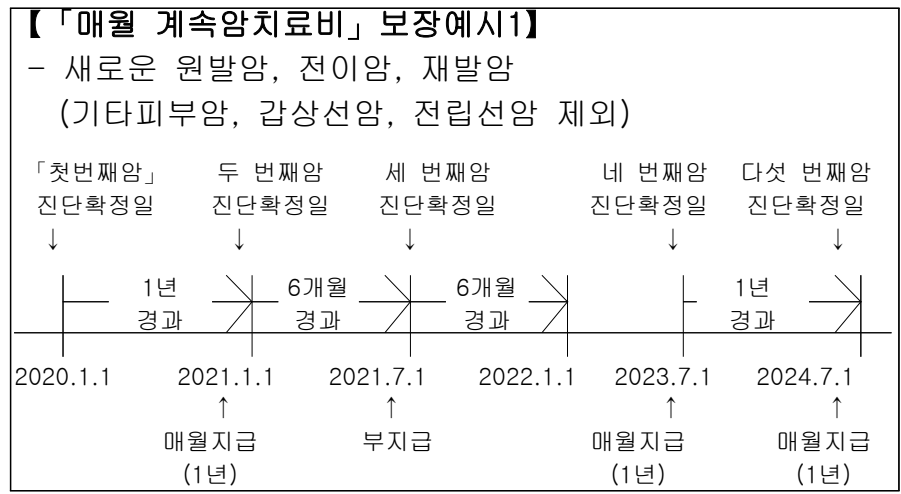 【「매월 계속암치료비」보장예시1】
- 새로운 원발암, 전이암, 재발암
(기타피부암, 갑상선암, 전립선암 제외)
「첫번째암」 두 번째암 세 번째암 네 번째암 다섯 번째암
진단확정일 진단확정일 진단확정일 진단확정일 진단확정일
↓ ↓ ↓ ↓ ↓
1년 6개월 6개월 1년
경과 경과 경과 경과
2020.1.1 2021.1.1 2021.7.1 2022.1.1 2023.7.1 2024.7.1
↑ ↑ ↑ ↑
매월지급 부지급 매월지급 매월지급
(1년) (1년) (1년)